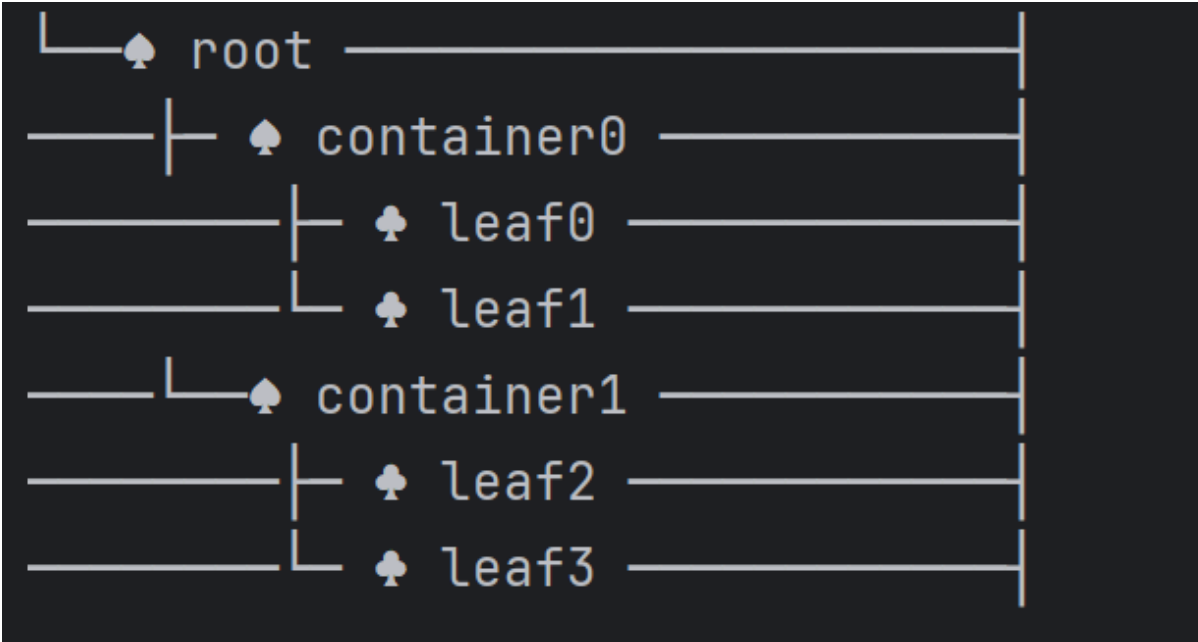 └──♠ root ──────────────────────┤
────├─ ♠ container0 ────────────┤
────────├─ ♣ leaf0 ─────────────┤
────────└─ ♣ leaf1 ─────────────┤
────└──♠ container1 ────────────┤
────────├─ ♣ leaf2 ─────────────┤
────────└─ ♣ leaf3 ─────────────┤